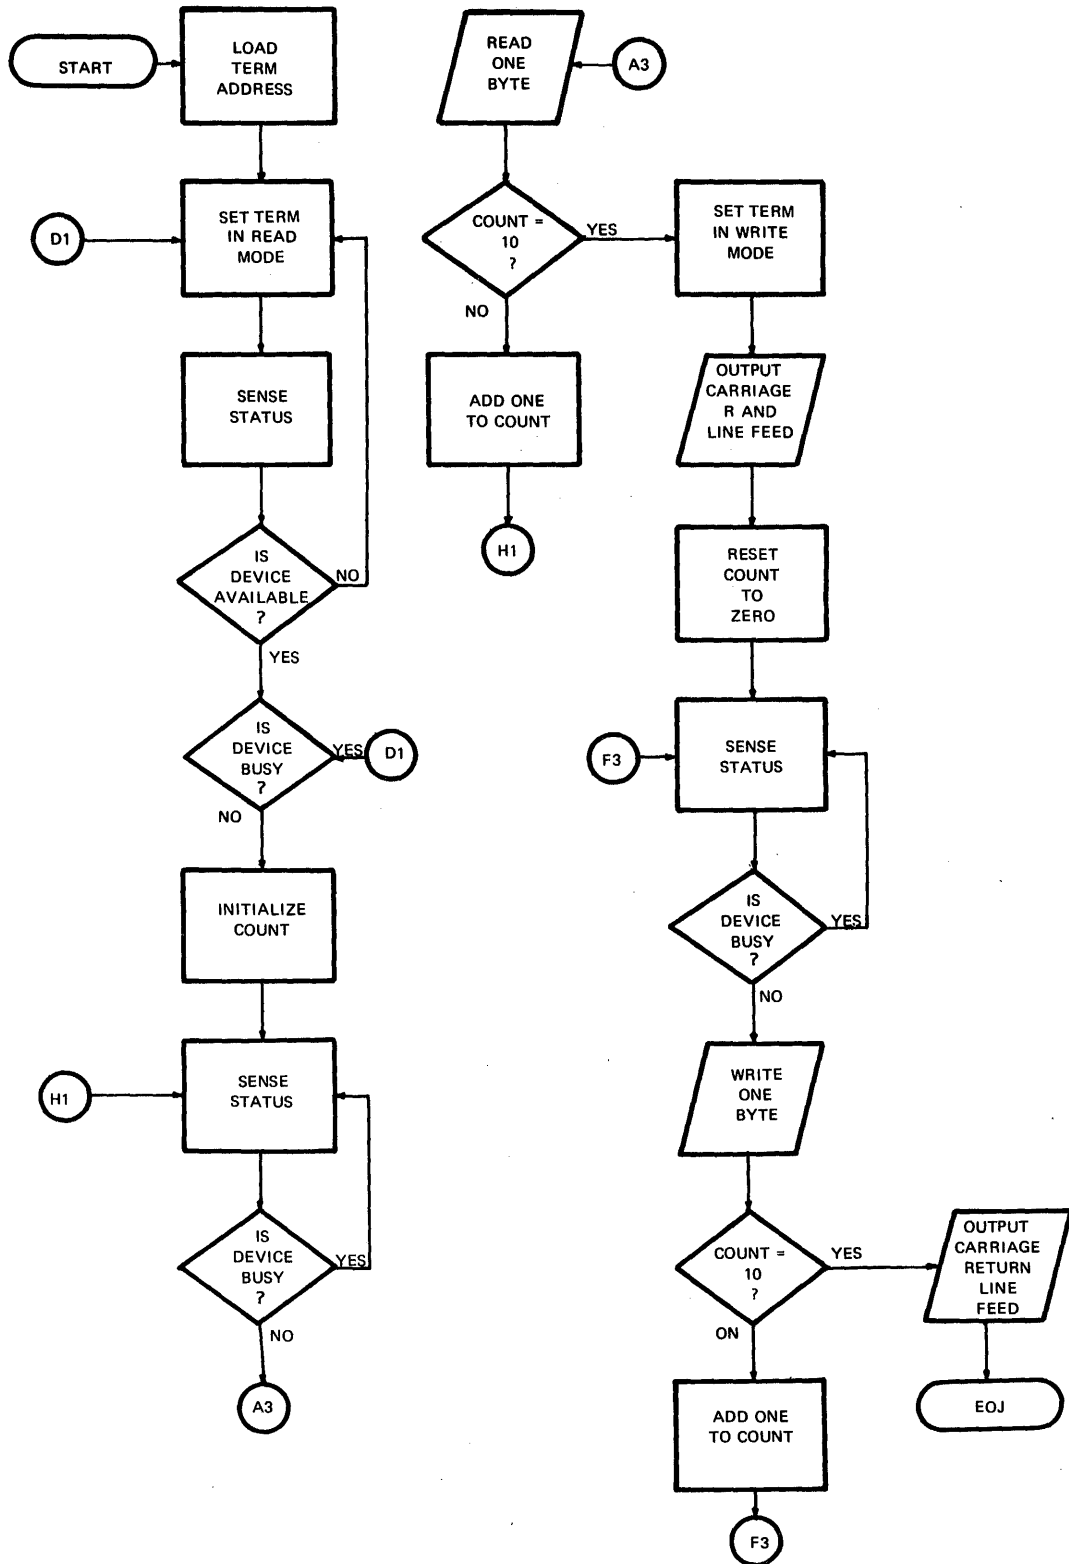 START
LOAD
TERM
ADDRESS
D1
SET TERM
IN READ
MODE
SENSE
STATUS
IS
DEVICE
AVAILABLE
?
NO
YES
IS
DEVICE
BUSY
?
YES
D1
NO
INITIALIZE
COUNT
H1
SENSE
STATUS
IS
DEVICE
BUSY
?
YES
NO
A3
READ
ONE
BYTE
A3
COUNT =
10
?
YES
NO
ADD ONE
TO COUNT
H1
SET TERM
IN WRITE
MODE
OUTPUT
CARRIAGE
R AND
LINE FEED
RESET
COUNT
TO
ZERO
F3
SENSE
STATUS
IS
DEVICE
BUSY
?
YES
NO
WRITE
ONE
BYTE
COUNT =
10
?
YES
ON
OUTPUT
CARRIAGE
RETURN
LINE
FEED
EOJ
ADD ONE
TO COUNT
F3